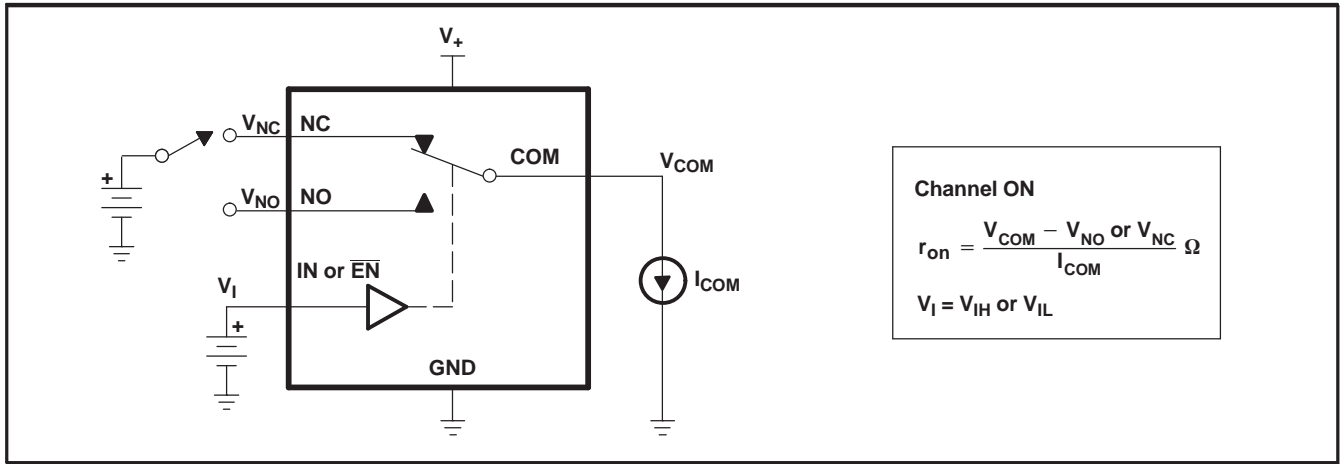 V+
VNC
NC
COM
VCOM
+
VNO
NO
IN or E̅N̅
VI
ICOM
+
GND
Channel ON
ron = VCOM − VNO or VNC / ICOM Ω
VI = VIH or VIL